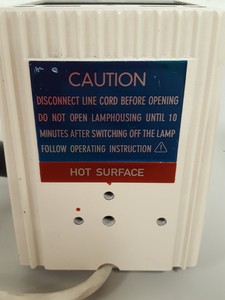 CAUTION
DISCONNECT LINE CORD BEFORE OPENING
DO NOT OPEN LAMPHOUSING UNTIL 10
MINUTES AFTER SWITCHING OFF THE LAMP
FOLLOW OPERATING INSTRUCTION
HOT SURFACE